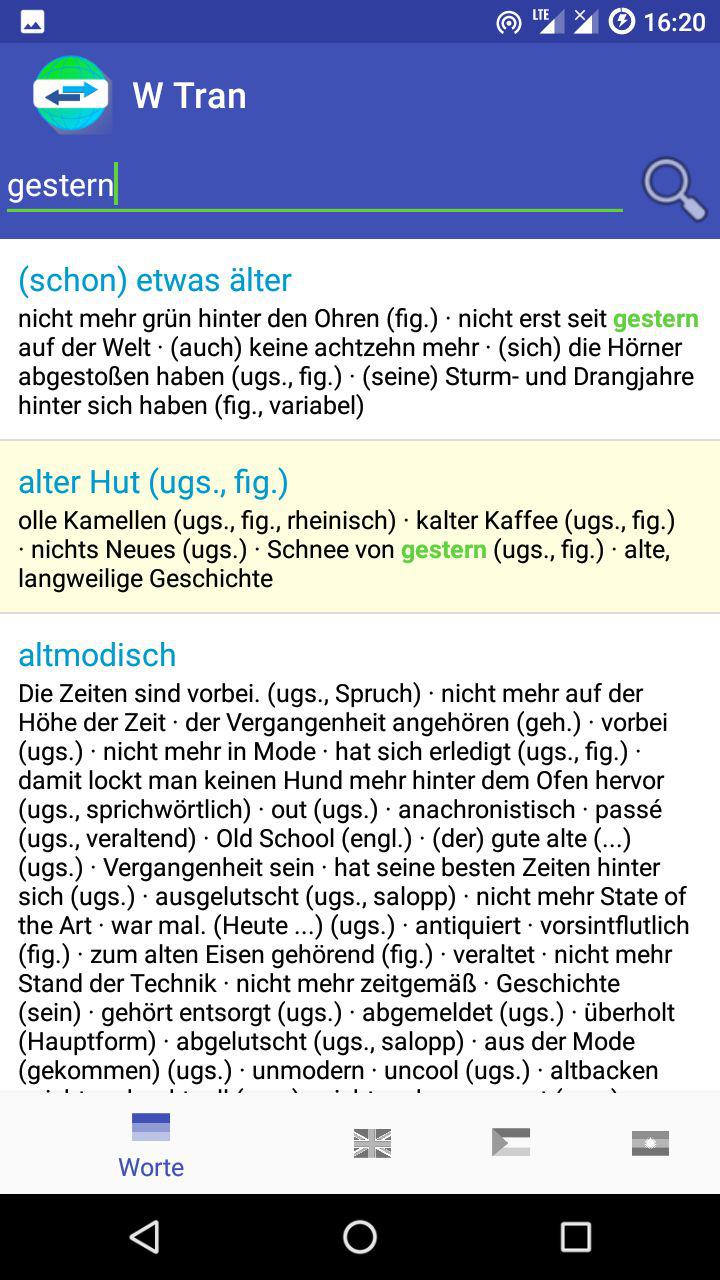 LTE 16:20
W Tran
gestern
(schon) etwas älter
nicht mehr grün hinter den Ohren (fig.) · nicht erst seit gestern
auf der Welt · (auch) keine achtzehn mehr · (sich) die Hörner
abgestoßen haben (ugs., fig.) · (seine) Sturm- und Drangjahre
hinter sich haben (fig., variabel)
alter Hut (ugs., fig.)
olle Kamellen (ugs., fig., rheinisch) · kalter Kaffee (ugs., fig.)
· nichts Neues (ugs.) · Schnee von gestern (ugs., fig.) · alte,
langweilige Geschichte
altmodisch
Die Zeiten sind vorbei. (ugs., Spruch) · nicht mehr auf der
Höhe der Zeit · der Vergangenheit angehören (geh.) · vorbei
(ugs.) · nicht mehr in Mode · hat sich erledigt (ugs., fig.) ·
damit lockt man keinen Hund mehr hinter dem Ofen hervor
(ugs., sprichwörtlich) · out (ugs.) · anachronistisch · passé
(ugs., veraltend) · Old School (engl.) · (der) gute alte (...)
(ugs.) · Vergangenheit sein · hat seine besten Zeiten hinter
sich (ugs.) · ausgelutscht (ugs., salopp) · nicht mehr State of
the Art · war mal. (Heute ...) (ugs.) · antiquiert · vorsintflutlich
(fig.) · zum alten Eisen gehörend (fig.) · veraltet · nicht mehr
Stand der Technik · nicht mehr zeitgemäß · Geschichte
(sein) · gehört entsorgt (ugs.) · abgemeldet (ugs.) · überholt
(Hauptform) · abgelutscht (ugs., salopp) · aus der Mode
(gekommen) (ugs.) · unmodern · uncool (ugs.) · altbacken
Worte